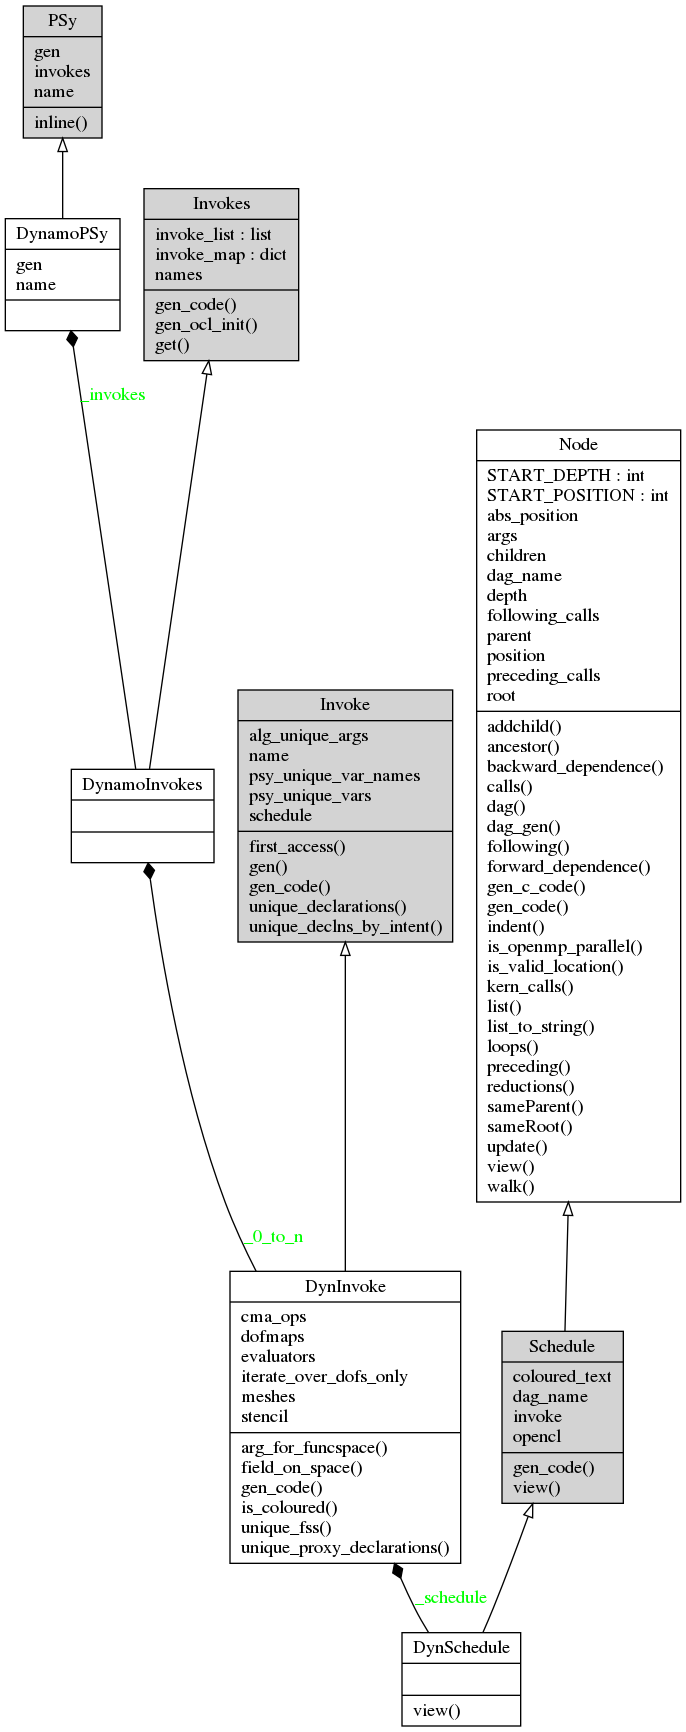 PSy
gen
invokes
name
inline()
DynamoPSy
gen
name
Invokes
invoke_list : list
invoke_map : dict
names
gen_code()
gen_ocl_init()
get()
_invokes
Node
START_DEPTH : int
START_POSITION : int
abs_position
args
children
dag_name
depth
following_calls
parent
position
preceding_calls
root
addchild()
ancestor()
backward_dependence()
calls()
dag()
dag_gen()
following()
forward_dependence()
gen_c_code()
gen_code()
indent()
is_openmp_parallel()
is_valid_location()
kern_calls()
list()
list_to_string()
loops()
preceding()
reductions()
sameParent()
sameRoot()
update()
view()
walk()
Invoke
alg_unique_args
name
psy_unique_var_names
psy_unique_vars
schedule
first_access()
gen()
gen_code()
unique_declarations()
unique_declns_by_intent()
DynamoInvokes
_0_to_n
DynInvoke
cma_ops
dofmaps
evaluators
iterate_over_dofs_only
meshes
stencil
arg_for_funcspace()
field_on_space()
gen_code()
is_coloured()
unique_fss()
unique_proxy_declarations()
Schedule
coloured_text
dag_name
invoke
opencl
gen_code()
view()
_schedule
DynSchedule
view()